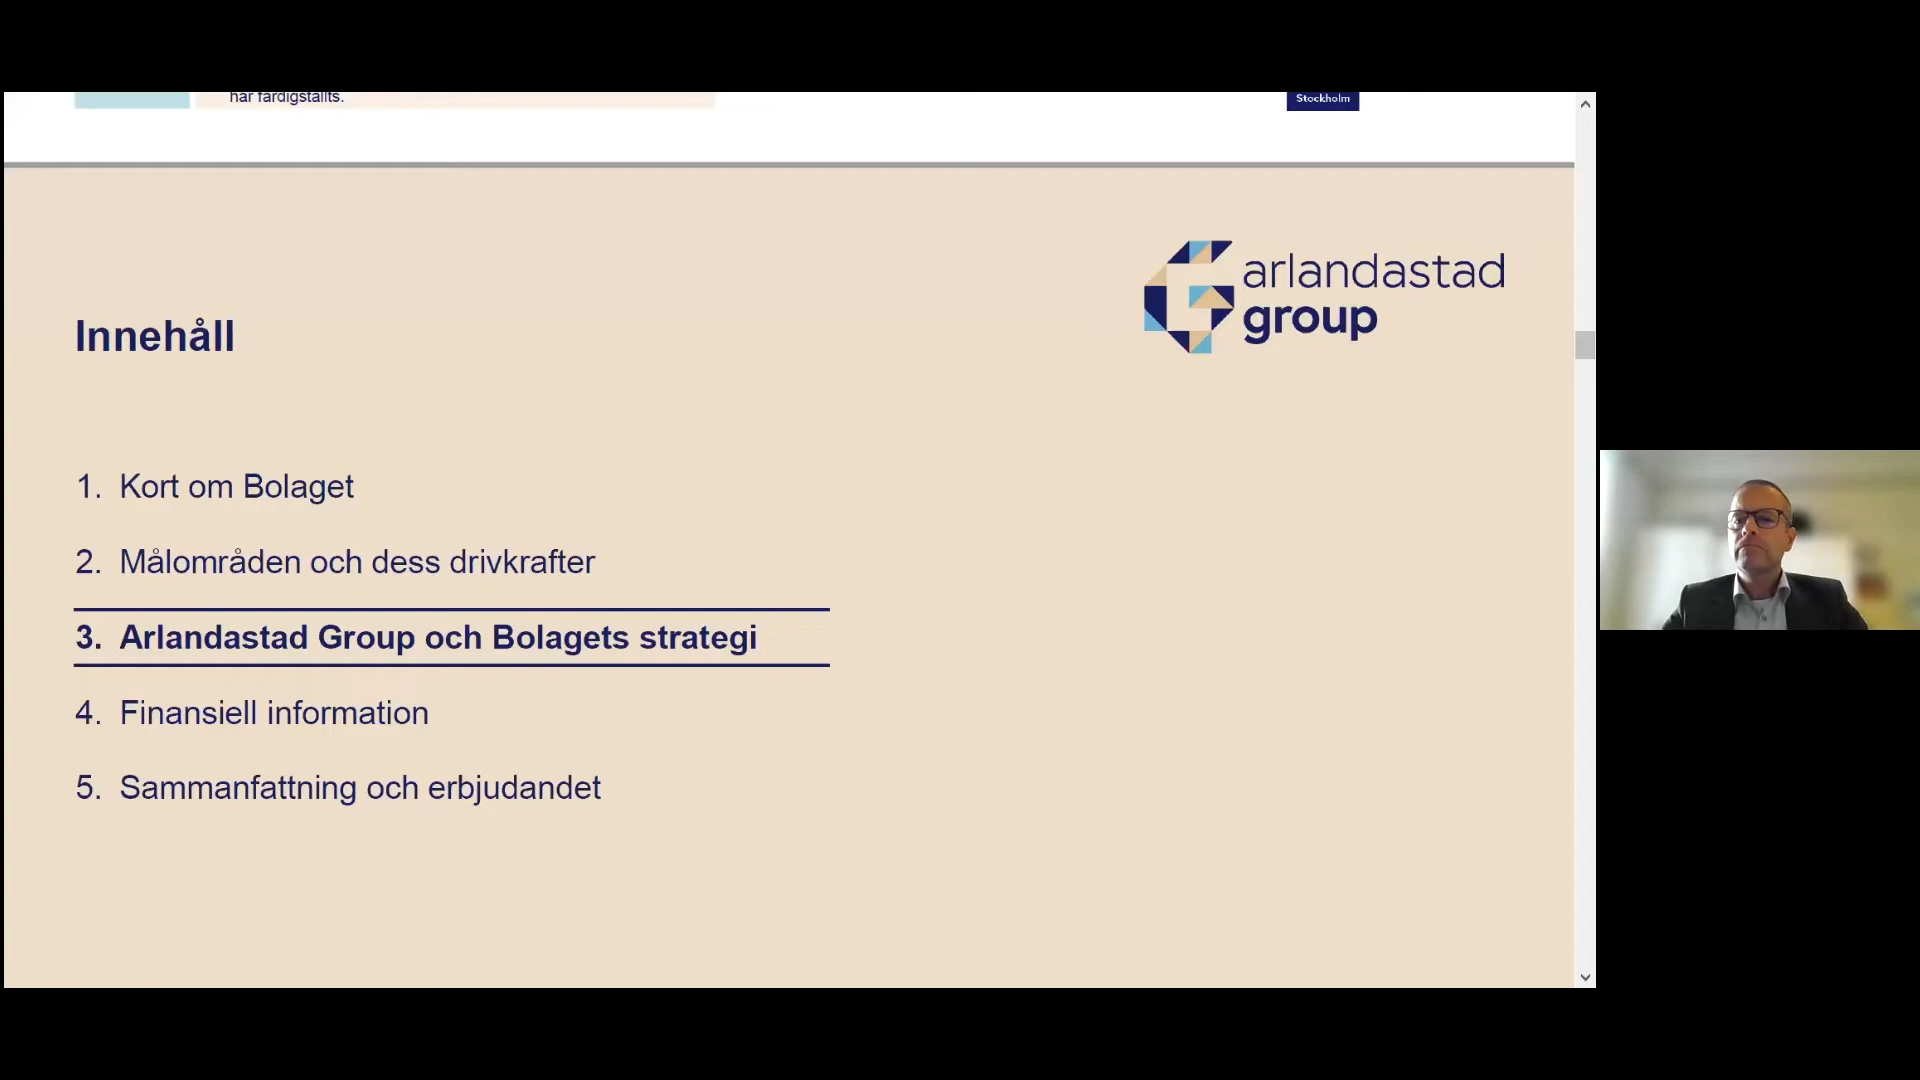 har färdigställts.
Stockholm
arlandastad
group
Innehåll
1. Kort om Bolaget
2. Målområden och dess drivkrafter
3. Arlandastad Group och Bolagets strategi
4. Finansiell information
5. Sammanfattning och erbjudandet